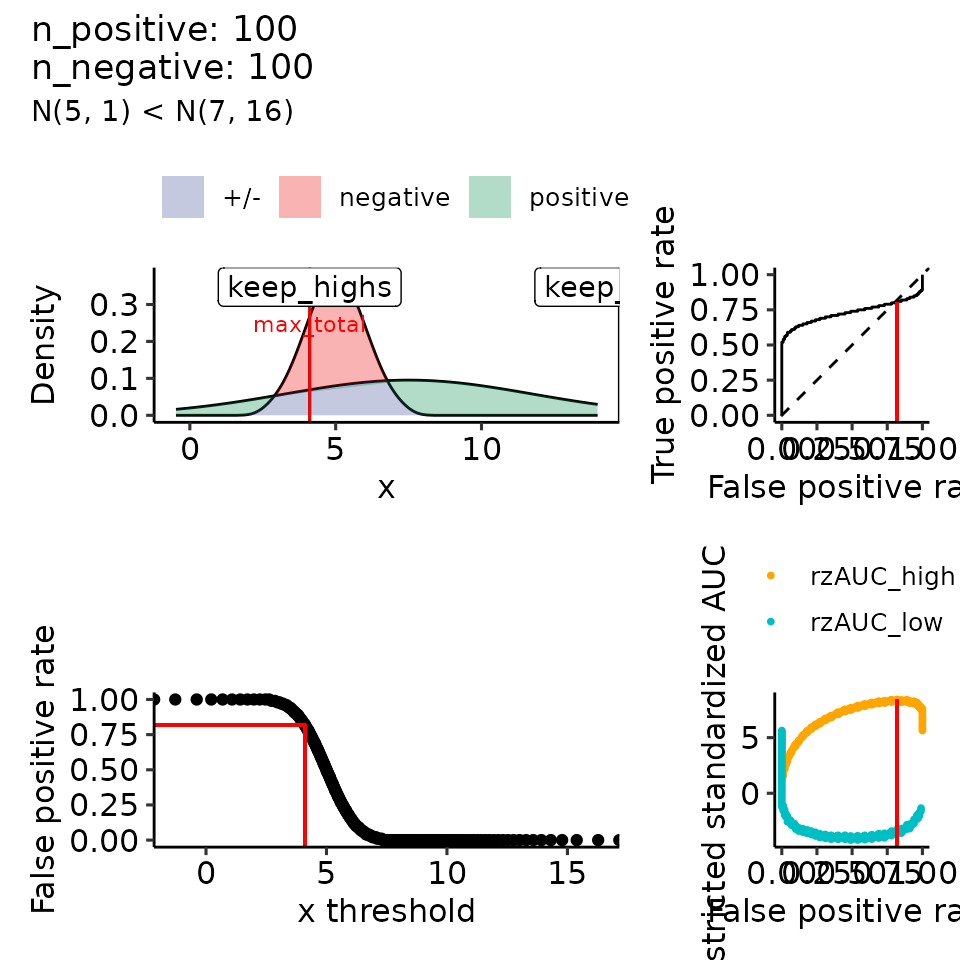 n_positive: 100
n_negative: 100
N(5, 1) < N(7, 16)
+/- negative positive
Density
0.3
0.2
0.1
0.0
keep_highs
keep_
max_total
0 5 10
x
True positive rate
1.00
0.75
0.50
0.25
0.00
False positive ra
False positive rate
1.00
0.75
0.50
0.25
0.00
0 5 10 15
x threshold
rzAUC_high
rzAUC_low
stricted standardized AUC
5
0
False positive ra